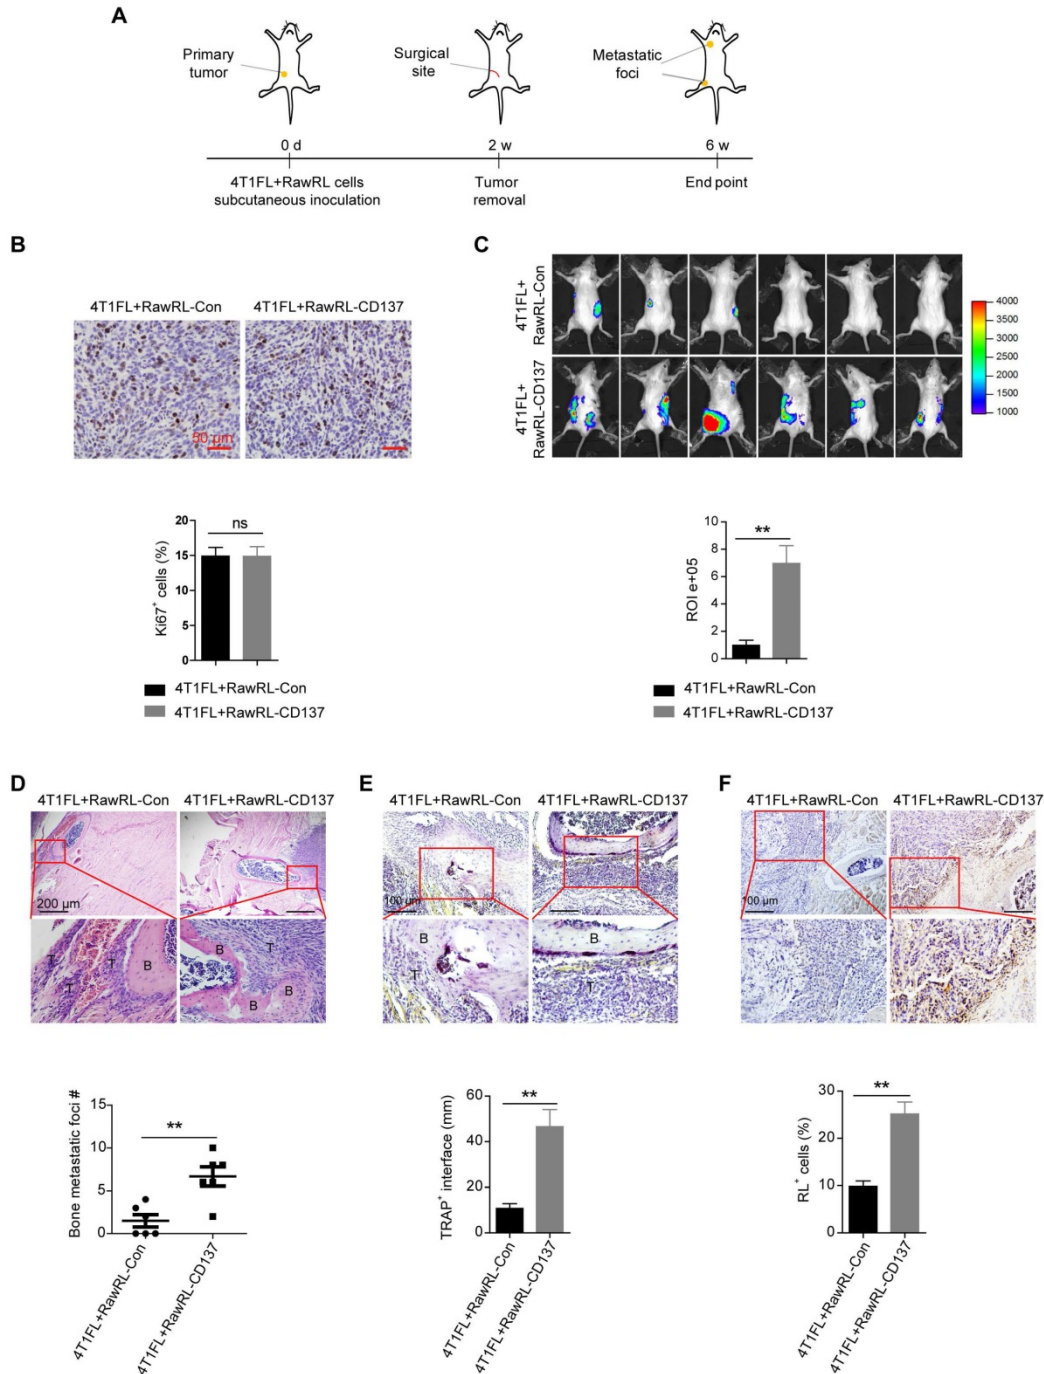 A
Primary
tumor
Surgical
site
Metastatic
foci
0 d
2 w
6 w
4T1FL+RawRL cells
subcutaneous inoculation
Tumor
removal
End point
B
4T1FL+RawRL-Con
4T1FL+RawRL-CD137
50 μm
20
15
10
5
0
Ki67⁺ cells (%)
ns
4T1FL+RawRL-Con
4T1FL+RawRL-CD137
C
4T1FL+
RawRL-Con
4T1FL+
RawRL-CD137
4000
3500
3000
2500
2000
1500
1000
10
8
6
4
2
0
ROI e+05
**
4T1FL+RawRL-Con
4T1FL+RawRL-CD137
D
4T1FL+RawRL-Con
4T1FL+RawRL-CD137
200 μm
T
T
T
B
B
T
B
B
15
10
5
0
Bone metastatic foci #
**
4T1FL+RawRL-Con
4T1FL+RawRL-CD137
E
4T1FL+RawRL-Con
4T1FL+RawRL-CD137
100 μm
B
T
B
T
60
40
20
0
TRAP⁺ interface (mm)
**
4T1FL+RawRL-Con
4T1FL+RawRL-CD137
F
4T1FL+RawRL-Con
4T1FL+RawRL-CD137
100 μm
30
20
10
0
RL⁺ cells (%)
**
4T1FL+RawRL-Con
4T1FL+RawRL-CD137